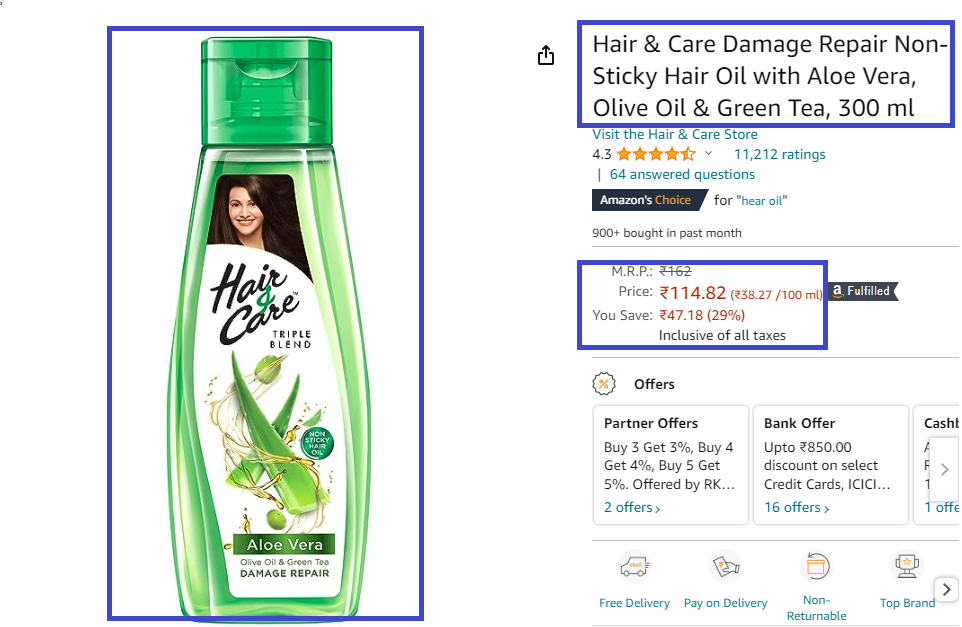 Hair
&
Care™
TRIPLE
BLEND
NON
STICKY
HAIR
OIL
Aloe Vera
Olive Oil & Green Tea
DAMAGE REPAIR
Hair & Care Damage Repair Non-
Sticky Hair Oil with Aloe Vera,
Olive Oil & Green Tea, 300 ml
Visit the Hair & Care Store
4.3 11,212 ratings
| 64 answered questions
Amazon's Choice for "hear oil"
900+ bought in past month
M.R.P.: ₹162
Price: ₹114.82 (₹38.27 /100 ml) a Fulfilled
You Save: ₹47.18 (29%)
Inclusive of all taxes
% Offers
Partner Offers
Buy 3 Get 3%, Buy 4
Get 4%, Buy 5 Get
5%. Offered by RK...
2 offers ›
Bank Offer
Upto ₹850.00
discount on select
Credit Cards, ICICI...
16 offers ›
1 offe
Free Delivery
Pay on Delivery
Non-
Returnable
Top Brand